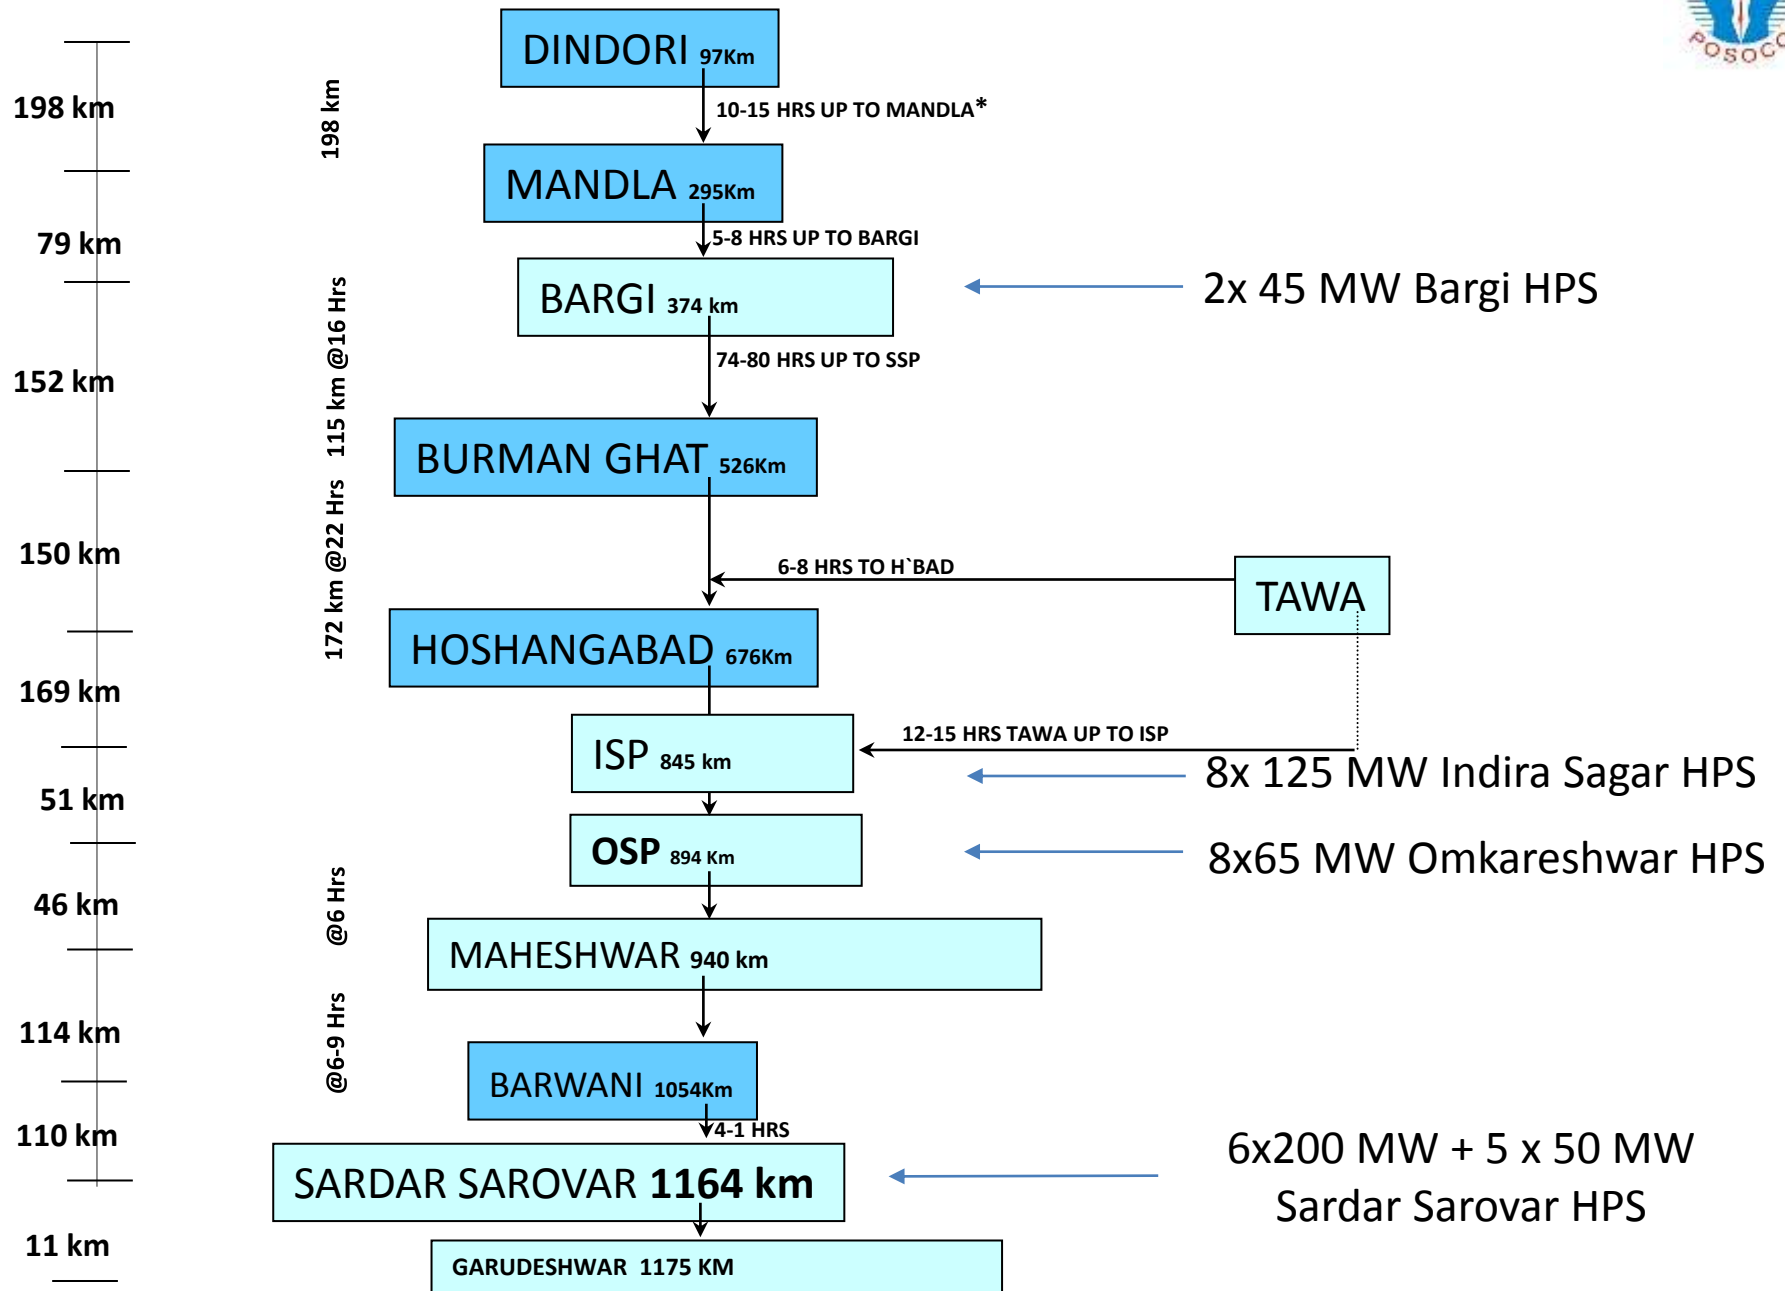 POSOCO
DINDORI 97Km
198 km
198 km
10-15 HRS UP TO MANDLA*
MANDLA 295Km
79 km
5-8 HRS UP TO BARGI
BARGI 374 km
2x 45 MW Bargi HPS
115 km @16 Hrs
152 km
74-80 HRS UP TO SSP
BURMAN GHAT 526Km
172 km @22 Hrs
150 km
6-8 HRS TO H`BAD
TAWA
HOSHANGABAD 676Km
169 km
12-15 HRS TAWA UP TO ISP
ISP 845 km
8x 125 MW Indira Sagar HPS
51 km
OSP 894 Km
8x65 MW Omkareshwar HPS
46 km
@6 Hrs
MAHESHWAR 940 km
114 km
@6-9 Hrs
BARWANI 1054Km
110 km
4-1 HRS
6x200 MW + 5 x 50 MW
Sardar Sarovar HPS
SARDAR SAROVAR 1164 km
11 km
GARUDESHWAR 1175 KM